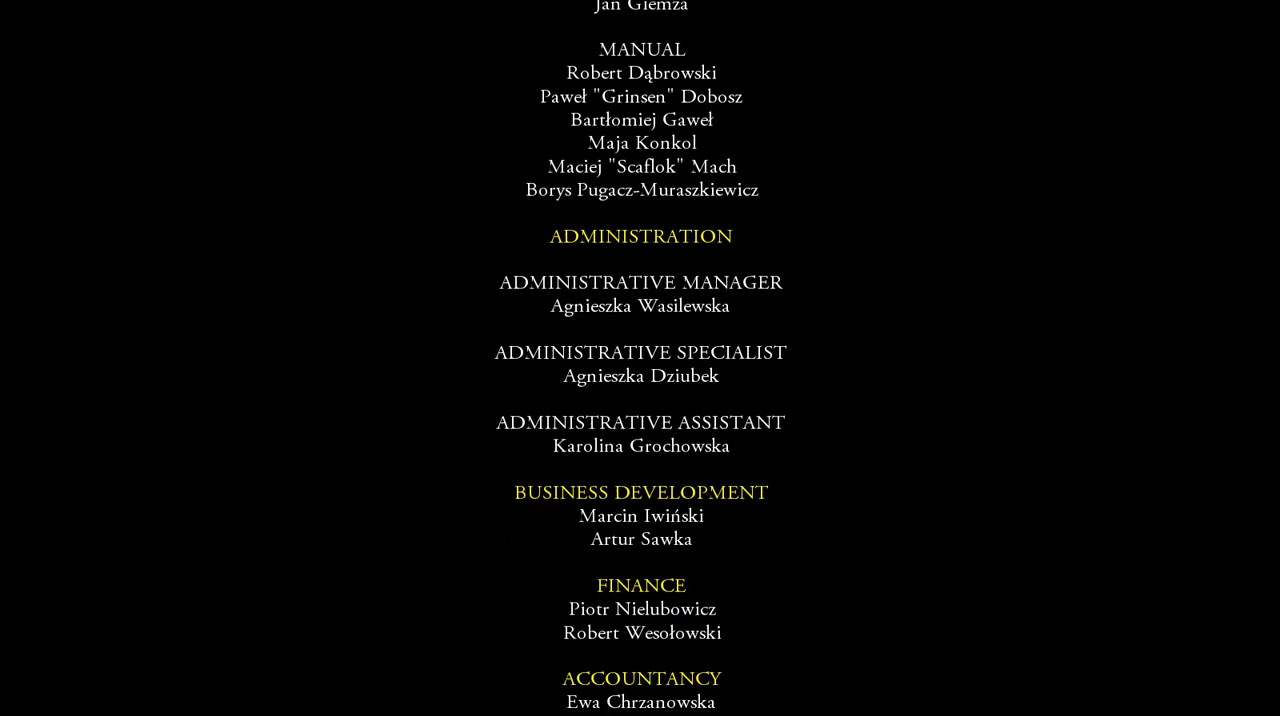 Jan Giemza
MANUAL
Robert Dąbrowski
Paweł "Grinsen" Dobosz
Bartłomiej Gaweł
Maja Konkol
Maciej "Scaflok" Mach
Borys Pugacz-Muraszkiewicz
ADMINISTRATION
ADMINISTRATIVE MANAGER
Agnieszka Wasilewska
ADMINISTRATIVE SPECIALIST
Agnieszka Dziubek
ADMINISTRATIVE ASSISTANT
Karolina Grochowska
BUSINESS DEVELOPMENT
Marcin Iwiński
Artur Sawka
FINANCE
Piotr Nielubowicz
Robert Wesołowski
ACCOUNTANCY
Ewa Chrzanowska